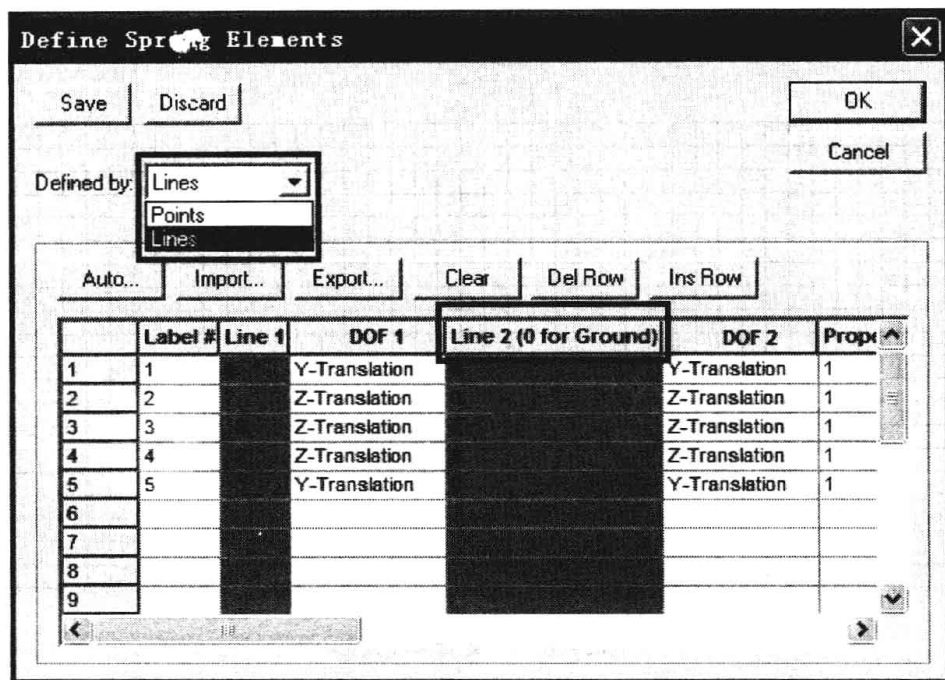 Define Spring Elements
Save Discard OK
Cancel
Defined by: Lines
Points
Lines
Auto... Import... Export... Clear Del Row Ins Row
Label # Line 1 DOF 1 Line 2 (0 for Ground) DOF 2 Prope
1 1 Y-Translation Y-Translation 1
2 2 Z-Translation Z-Translation 1
3 3 Z-Translation Z-Translation 1
4 4 Z-Translation Z-Translation 1
5 5 Y-Translation Y-Translation 1
6
7
8
9